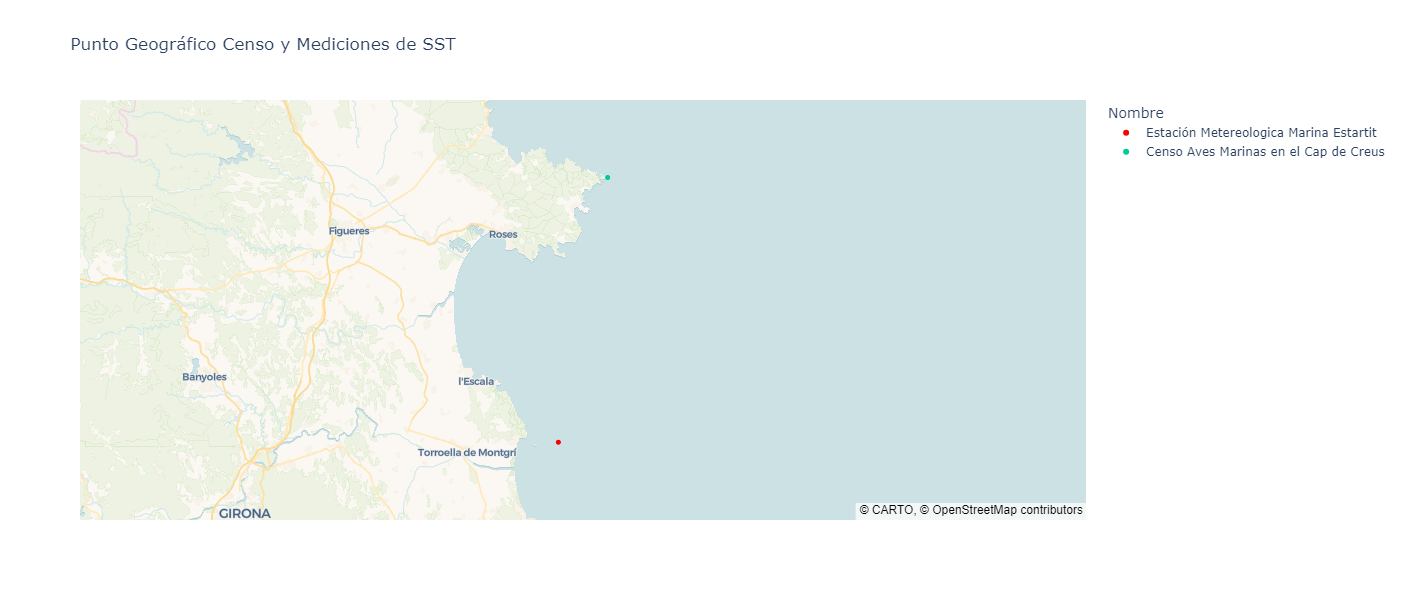 Punto Geográfico Censo y Mediciones de SST
Nombre
Estación Metereologica Marina Estartit
Censo Aves Marinas en el Cap de Creus
Figueres
Roses
Banyoles
l'Escala
Torroella de Montgrí
GIRONA
© CARTO, © OpenStreetMap contributors